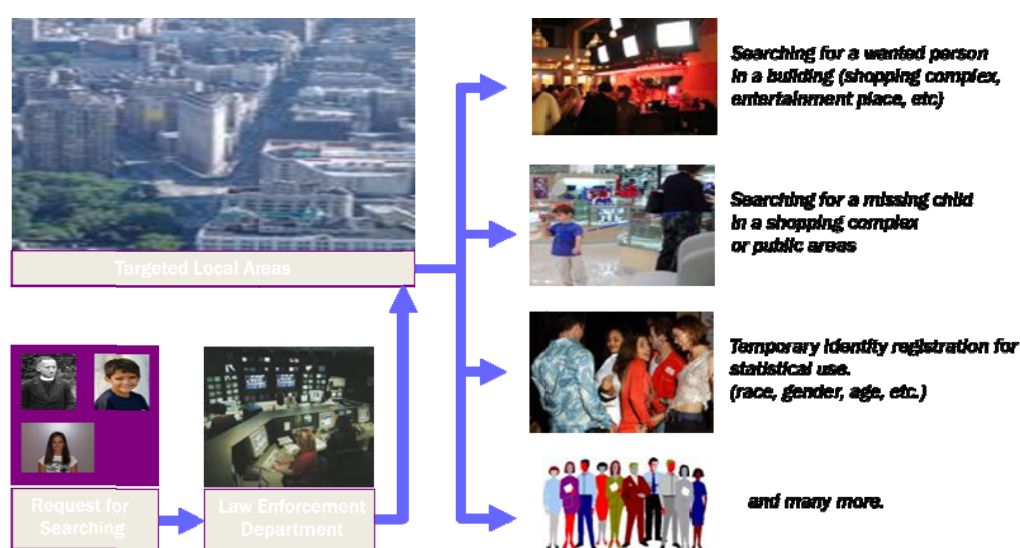 Searching for a wanted person
in a building (shopping complex,
entertainment place, etc)
Searching for a missing child
in a shopping complex
or public areas
Targeted Local Areas
Temporary identity registration for
statistical use.
(race, gender, age, etc.)
Request for
Searching
Law Enforcement
Department
and many more.